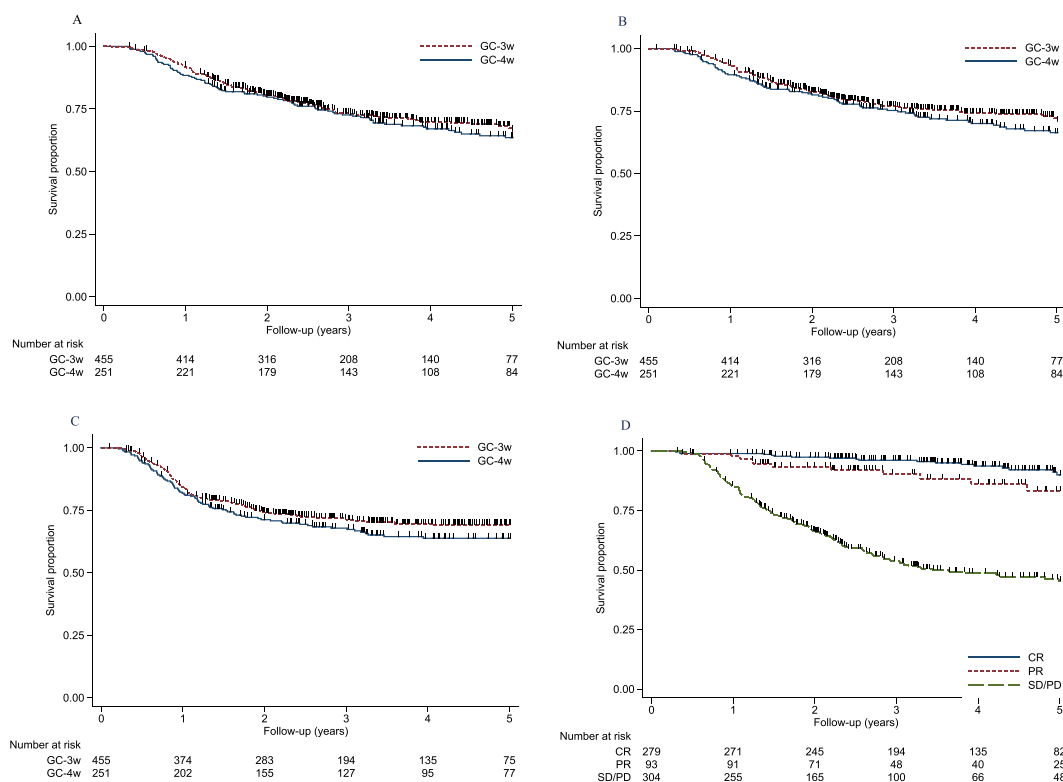 A
1.00
0.75
0.50
0.25
0.00
Survival proportion
GC-3w
GC-4w
0 1 2 3 4 5
Follow-up (years)
Number at risk
GC-3w 455 414 316 208 140 77
GC-4w 251 221 179 143 108 84
B
1.00
0.75
0.50
0.25
0.00
Survival proportion
GC-3w
GC-4w
0 1 2 3 4 5
Follow-up (years)
Number at risk
GC-3w 455 414 316 208 140 77
GC-4w 251 221 179 143 108 84
C
1.00
0.75
0.50
0.25
0.00
Survival proportion
GC-3w
GC-4w
0 1 2 3 4 5
Follow-up (years)
Number at risk
GC-3w 455 374 283 194 135 75
GC-4w 251 202 155 127 95 77
D
1.00
0.75
0.50
0.25
0.00
Survival proportion
CR
PR
SD/PD
0 1 2 3 4 5
Follow-up (years)
Number at risk
CR 279 271 245 194 135 82
PR 93 91 71 48 40
SD/PD 304 255 165 100 66